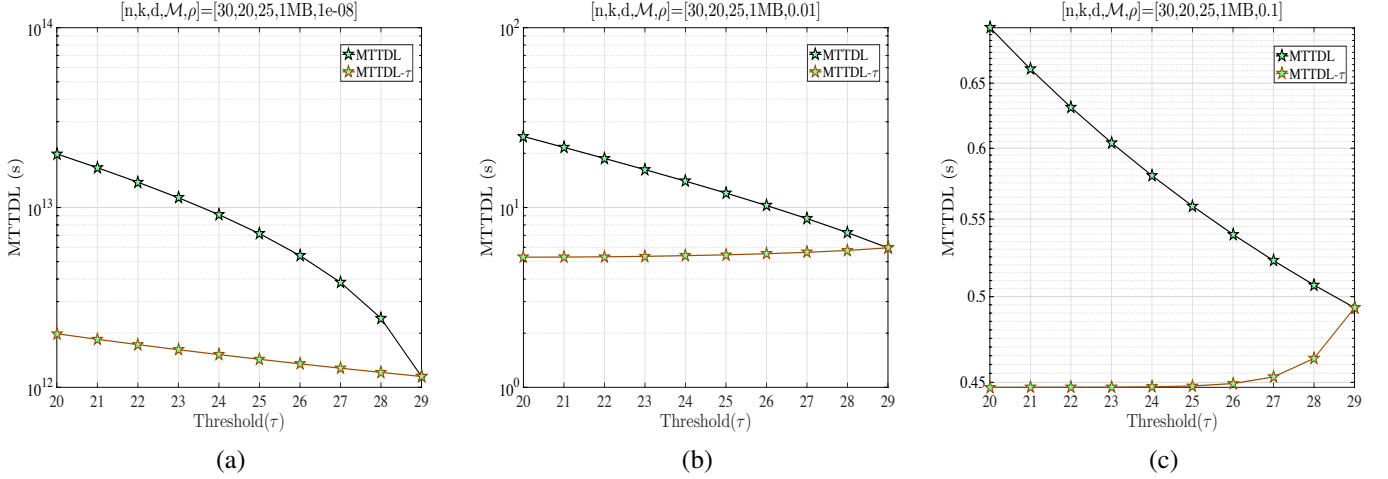 [n,k,d,ℳ,ρ]=[30,20,25,1MB,1e-08]
10^14
10^13
10^12
MTTDL (s)
MTTDL
MTTDL-τ
20 21 22 23 24 25 26 27 28 29
Threshold(τ)
(a)
[n,k,d,ℳ,ρ]=[30,20,25,1MB,0.01]
10^2
10^1
10^0
MTTDL (s)
MTTDL
MTTDL-τ
20 21 22 23 24 25 26 27 28 29
Threshold(τ)
(b)
[n,k,d,ℳ,ρ]=[30,20,25,1MB,0.1]
0.65
0.6
0.55
0.5
0.45
MTTDL (s)
MTTDL
MTTDL-τ
20 21 22 23 24 25 26 27 28 29
Threshold(τ)
(c)